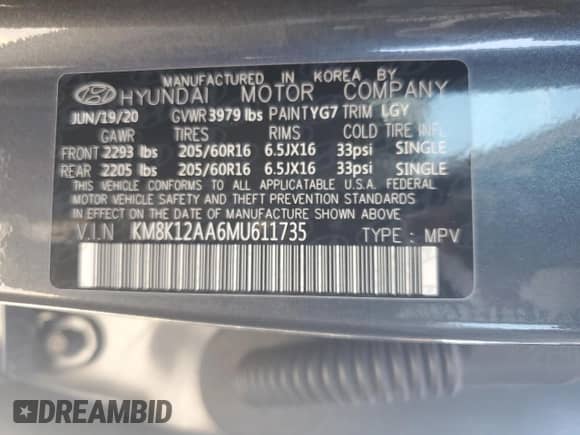 MANUFACTURED IN KOREA BY
HYUNDAI MOTOR COMPANY
JUN/19/20 GVWR 3979 lbs PAINT YG7 TRIM LGY
GAWR TIRES RIMS COLD TIRE INFL
FRONT 2293 lbs 205/60R16 6.5JX16 33psi SINGLE
REAR 2205 lbs 205/60R16 6.5JX16 33psi SINGLE
THIS VEHICLE CONFORMS TO ALL APPLICATABLE U.S.A. FEDERAL
MOTOR VEHICLE SAFETY AND THEFT PREVENTION STANDARDS
IN EFFECT ON THE DATE OF MANUFACTURE SHOWN ABOVE
V.I.N KM8K12AA6MU611735 TYPE : MPV
DREAMBID